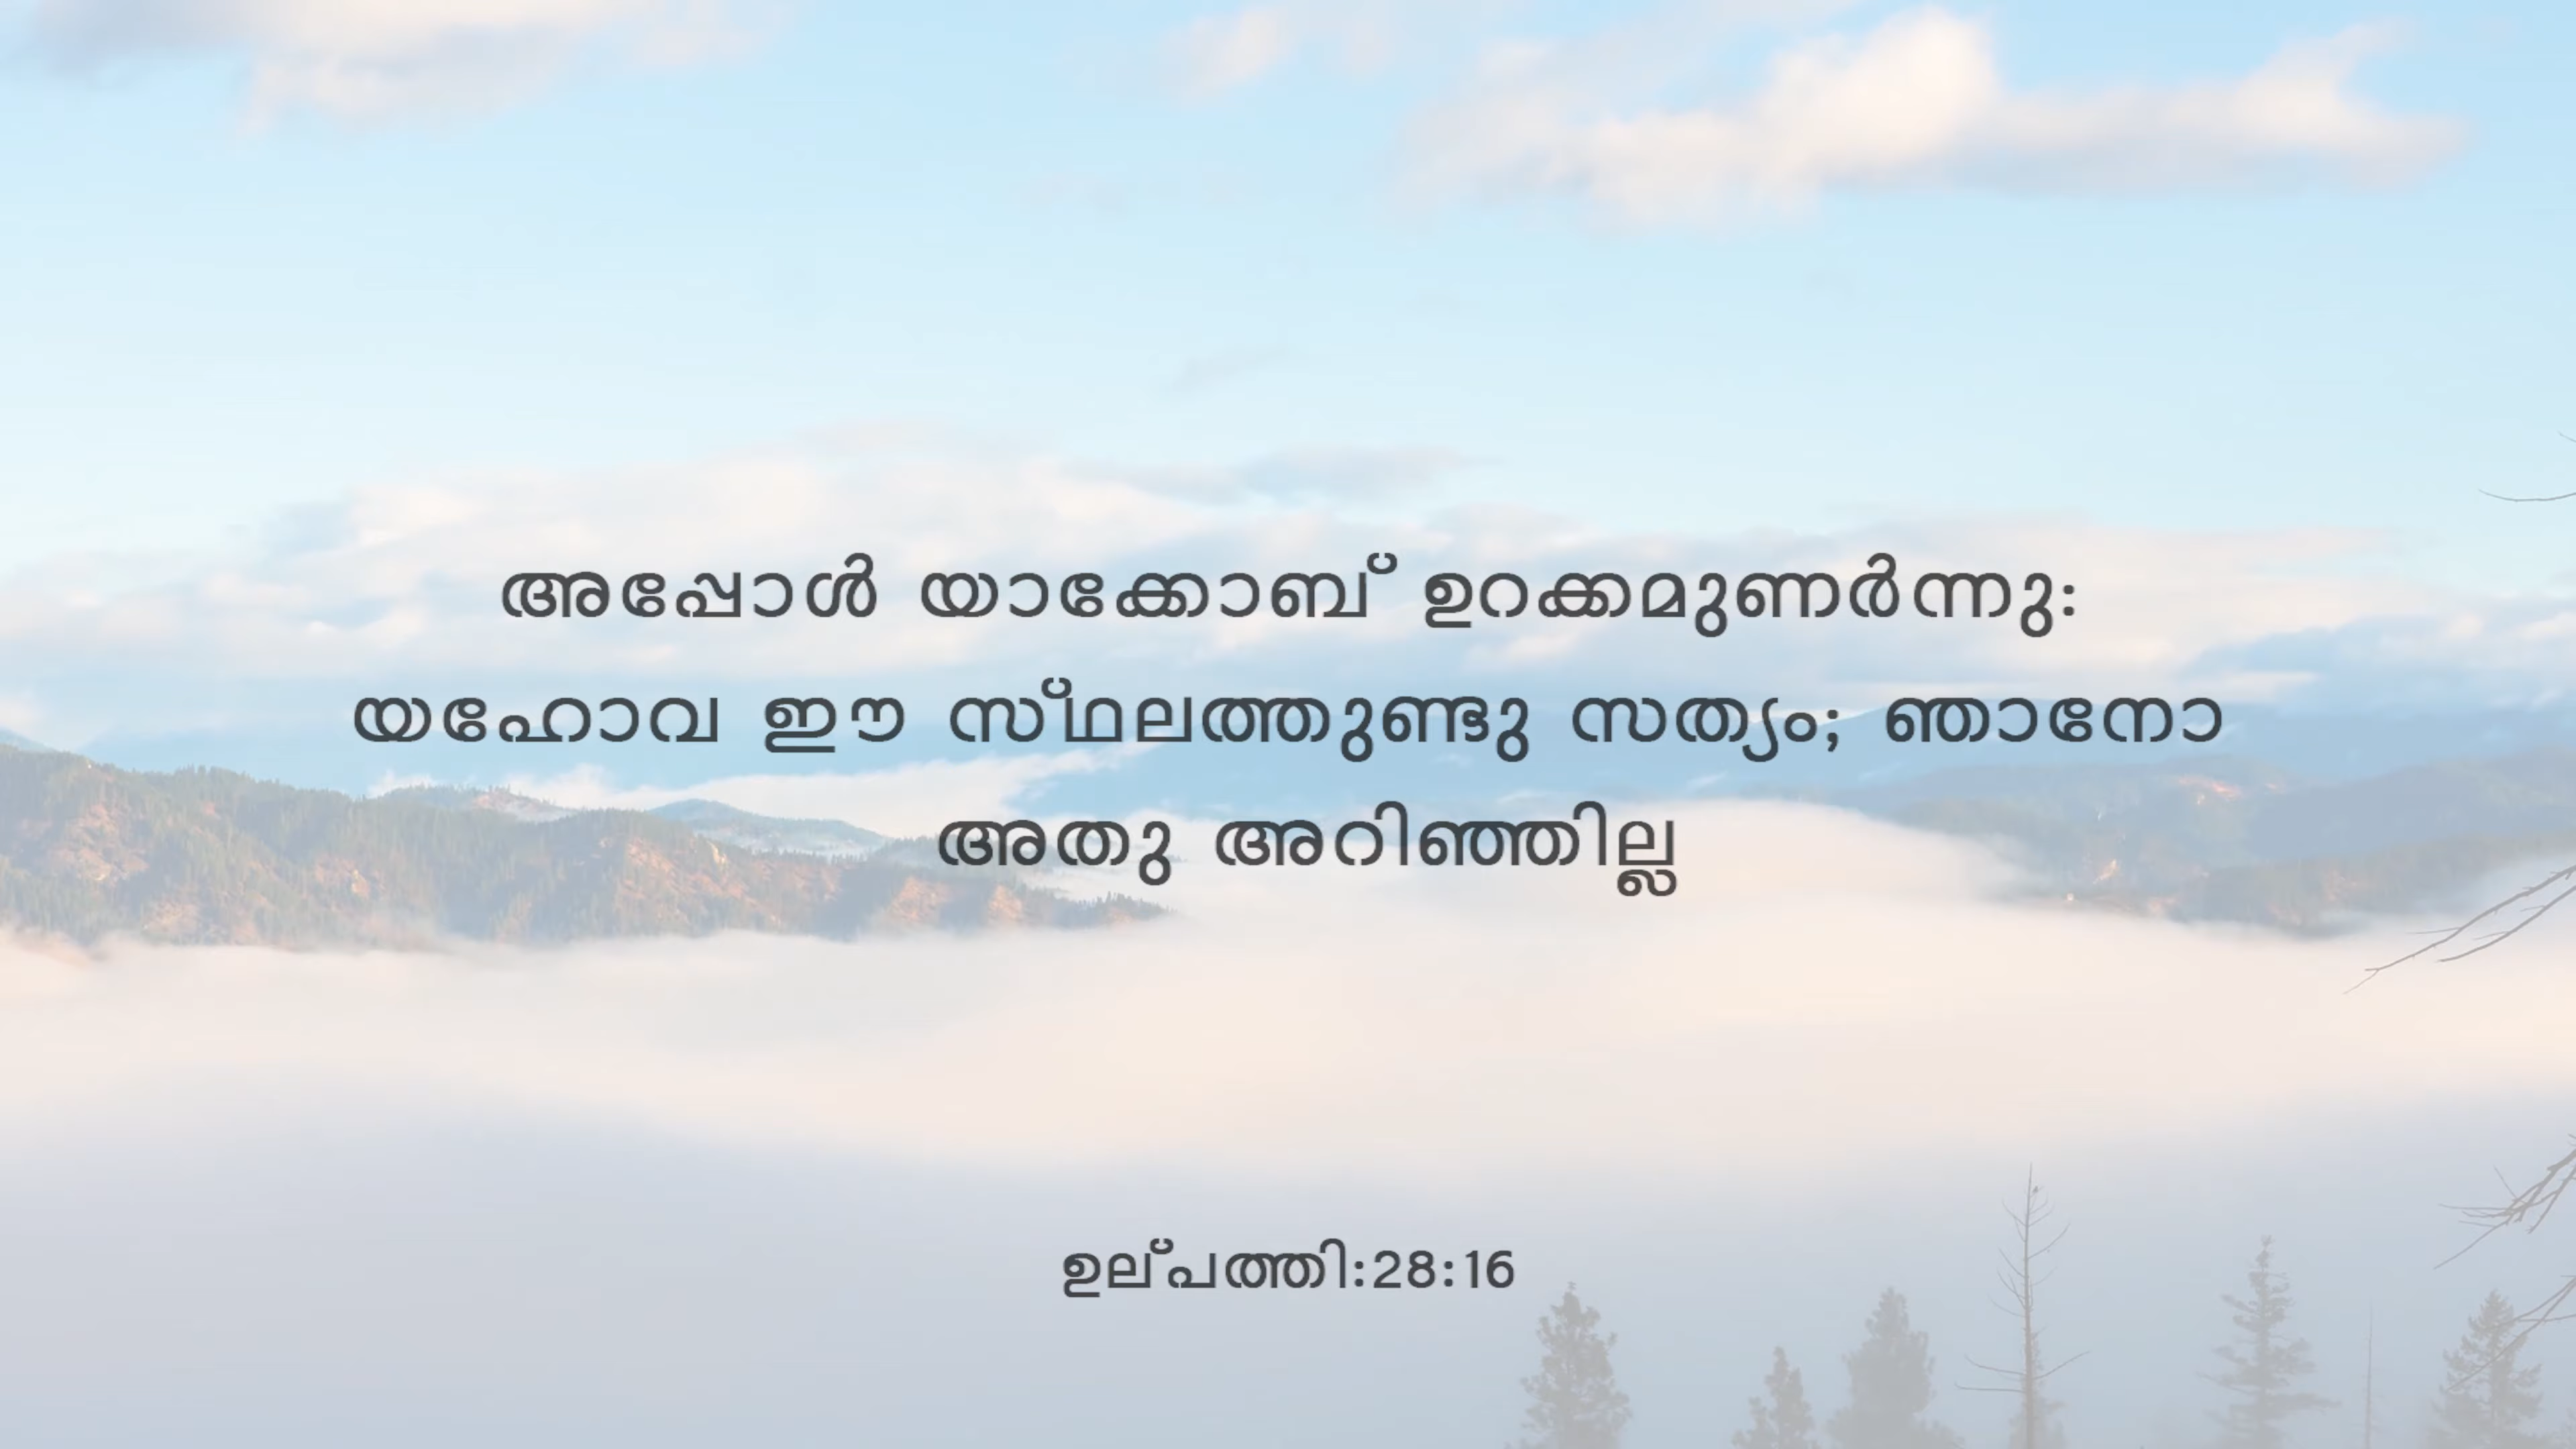 അപ്പോൾ യാക്കോബ് ഉറക്കമുണർന്നു:
യഹോവ ഈ സ്ഥലത്തുണ്ടു സത്യം; ഞാനോ
അതു അറിഞ്ഞില്ല
ഉല്പത്തി:28:16